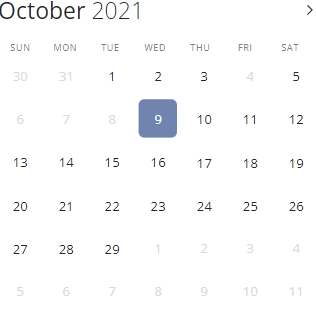 October 2021
SUN MON TUE WED THU FRI SAT
30 31 1 2 3 4 5
6 7 8 9 10 11 12
13 14 15 16 17 18 19
20 21 22 23 24 25 26
27 28 29 1 2 3 4
5 6 7 8 9 10 11